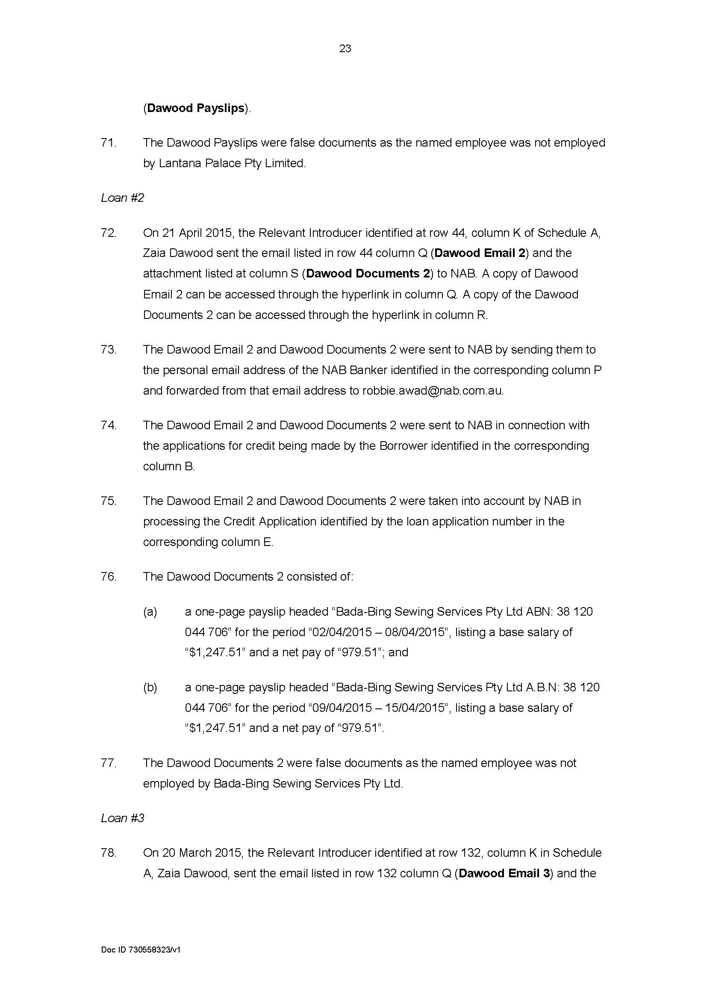 23
(Dawood Payslips).
71. The Dawood Payslips were false documents as the named employee was not employed
by Lantana Palace Pty Limited.
Loan #2
72. On 21 April 2015, the Relevant Introducer identified at row 44, column K of Schedule A,
Zaia Dawood sent the email listed in row 44 column Q (Dawood Email 2) and the
attachment listed at column S (Dawood Documents 2) to NAB. A copy of Dawood
Email 2 can be accessed through the hyperlink in column Q. A copy of the Dawood
Documents 2 can be accessed through the hyperlink in column R.
73. The Dawood Email 2 and Dawood Documents 2 were sent to NAB by sending them to
the personal email address of the NAB Banker identified in the corresponding column P
and forwarded from that email address to robbie.awad@nab.com.au.
74. The Dawood Email 2 and Dawood Documents 2 were sent to NAB in connection with
the applications for credit being made by the Borrower identified in the corresponding
column B.
75. The Dawood Email 2 and Dawood Documents 2 were taken into account by NAB in
processing the Credit Application identified by the loan application number in the
corresponding column E.
76. The Dawood Documents 2 consisted of:
(a) a one-page payslip headed “Bada-Bing Sewing Services Pty Ltd ABN: 38 120
044 706” for the period “02/04/2015 – 08/04/2015”, listing a base salary of
“$1,247.51” and a net pay of “979.51”; and
(b) a one-page payslip headed “Bada-Bing Sewing Services Pty Ltd A.B.N: 38 120
044 706” for the period “09/04/2015 – 15/04/2015”, listing a base salary of
“$1,247.51” and a net pay of “979.51”.
77. The Dawood Documents 2 were false documents as the named employee was not
employed by Bada-Bing Sewing Services Pty Ltd.
Loan #3
78. On 20 March 2015, the Relevant Introducer identified at row 132, column K in Schedule
A, Zaia Dawood, sent the email listed in row 132 column Q (Dawood Email 3) and the
Doc ID 730558323/v1